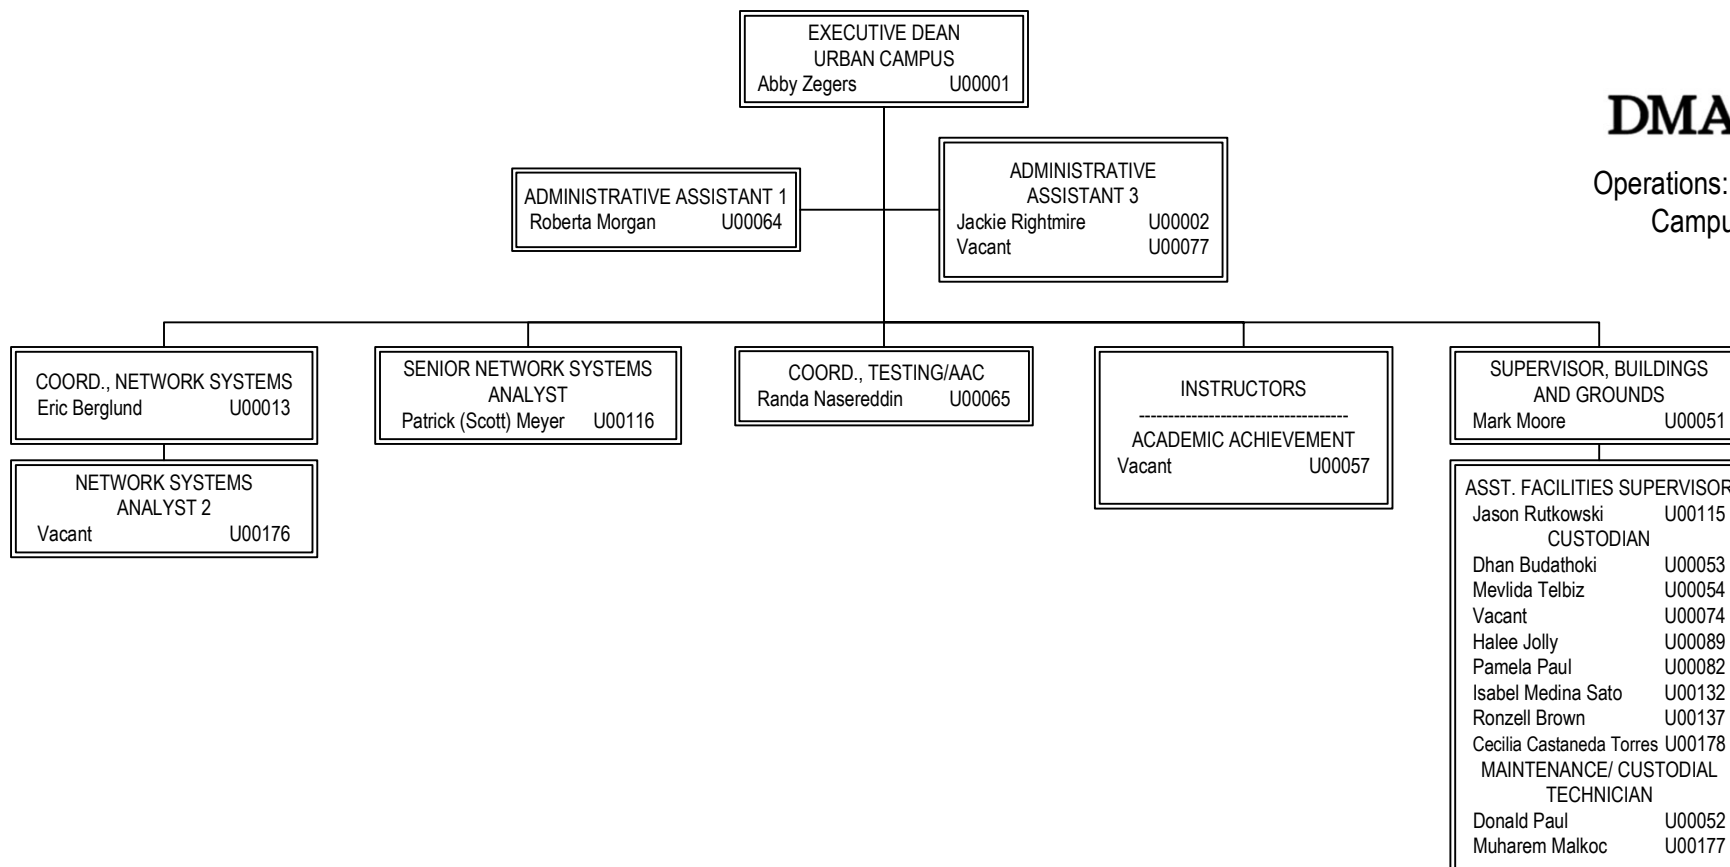 EXECUTIVE DEAN
URBAN CAMPUS
Abby Zegers U00001
DMA
Operations:
Campu
ADMINISTRATIVE ASSISTANT 1
Roberta Morgan U00064
ADMINISTRATIVE
ASSISTANT 3
Jackie Rightmire U00002
Vacant U00077
COORD., NETWORK SYSTEMS
Eric Berglund U00013
SENIOR NETWORK SYSTEMS
ANALYST
Patrick (Scott) Meyer U00116
COORD., TESTING/AAC
Randa Nasereddin U00065
INSTRUCTORS
------------------------------------
ACADEMIC ACHIEVEMENT
Vacant U00057
SUPERVISOR, BUILDINGS
AND GROUNDS
Mark Moore U00051
NETWORK SYSTEMS
ANALYST 2
Vacant U00176
ASST. FACILITIES SUPERVISOR
Jason Rutkowski U00115
CUSTODIAN
Dhan Budathoki U00053
Mevlida Telbiz U00054
Vacant U00074
Halee Jolly U00089
Pamela Paul U00082
Isabel Medina Sato U00132
Ronzell Brown U00137
Cecilia Castaneda Torres U00178
MAINTENANCE/ CUSTODIAL
TECHNICIAN
Donald Paul U00052
Muharem Malkoc U00177